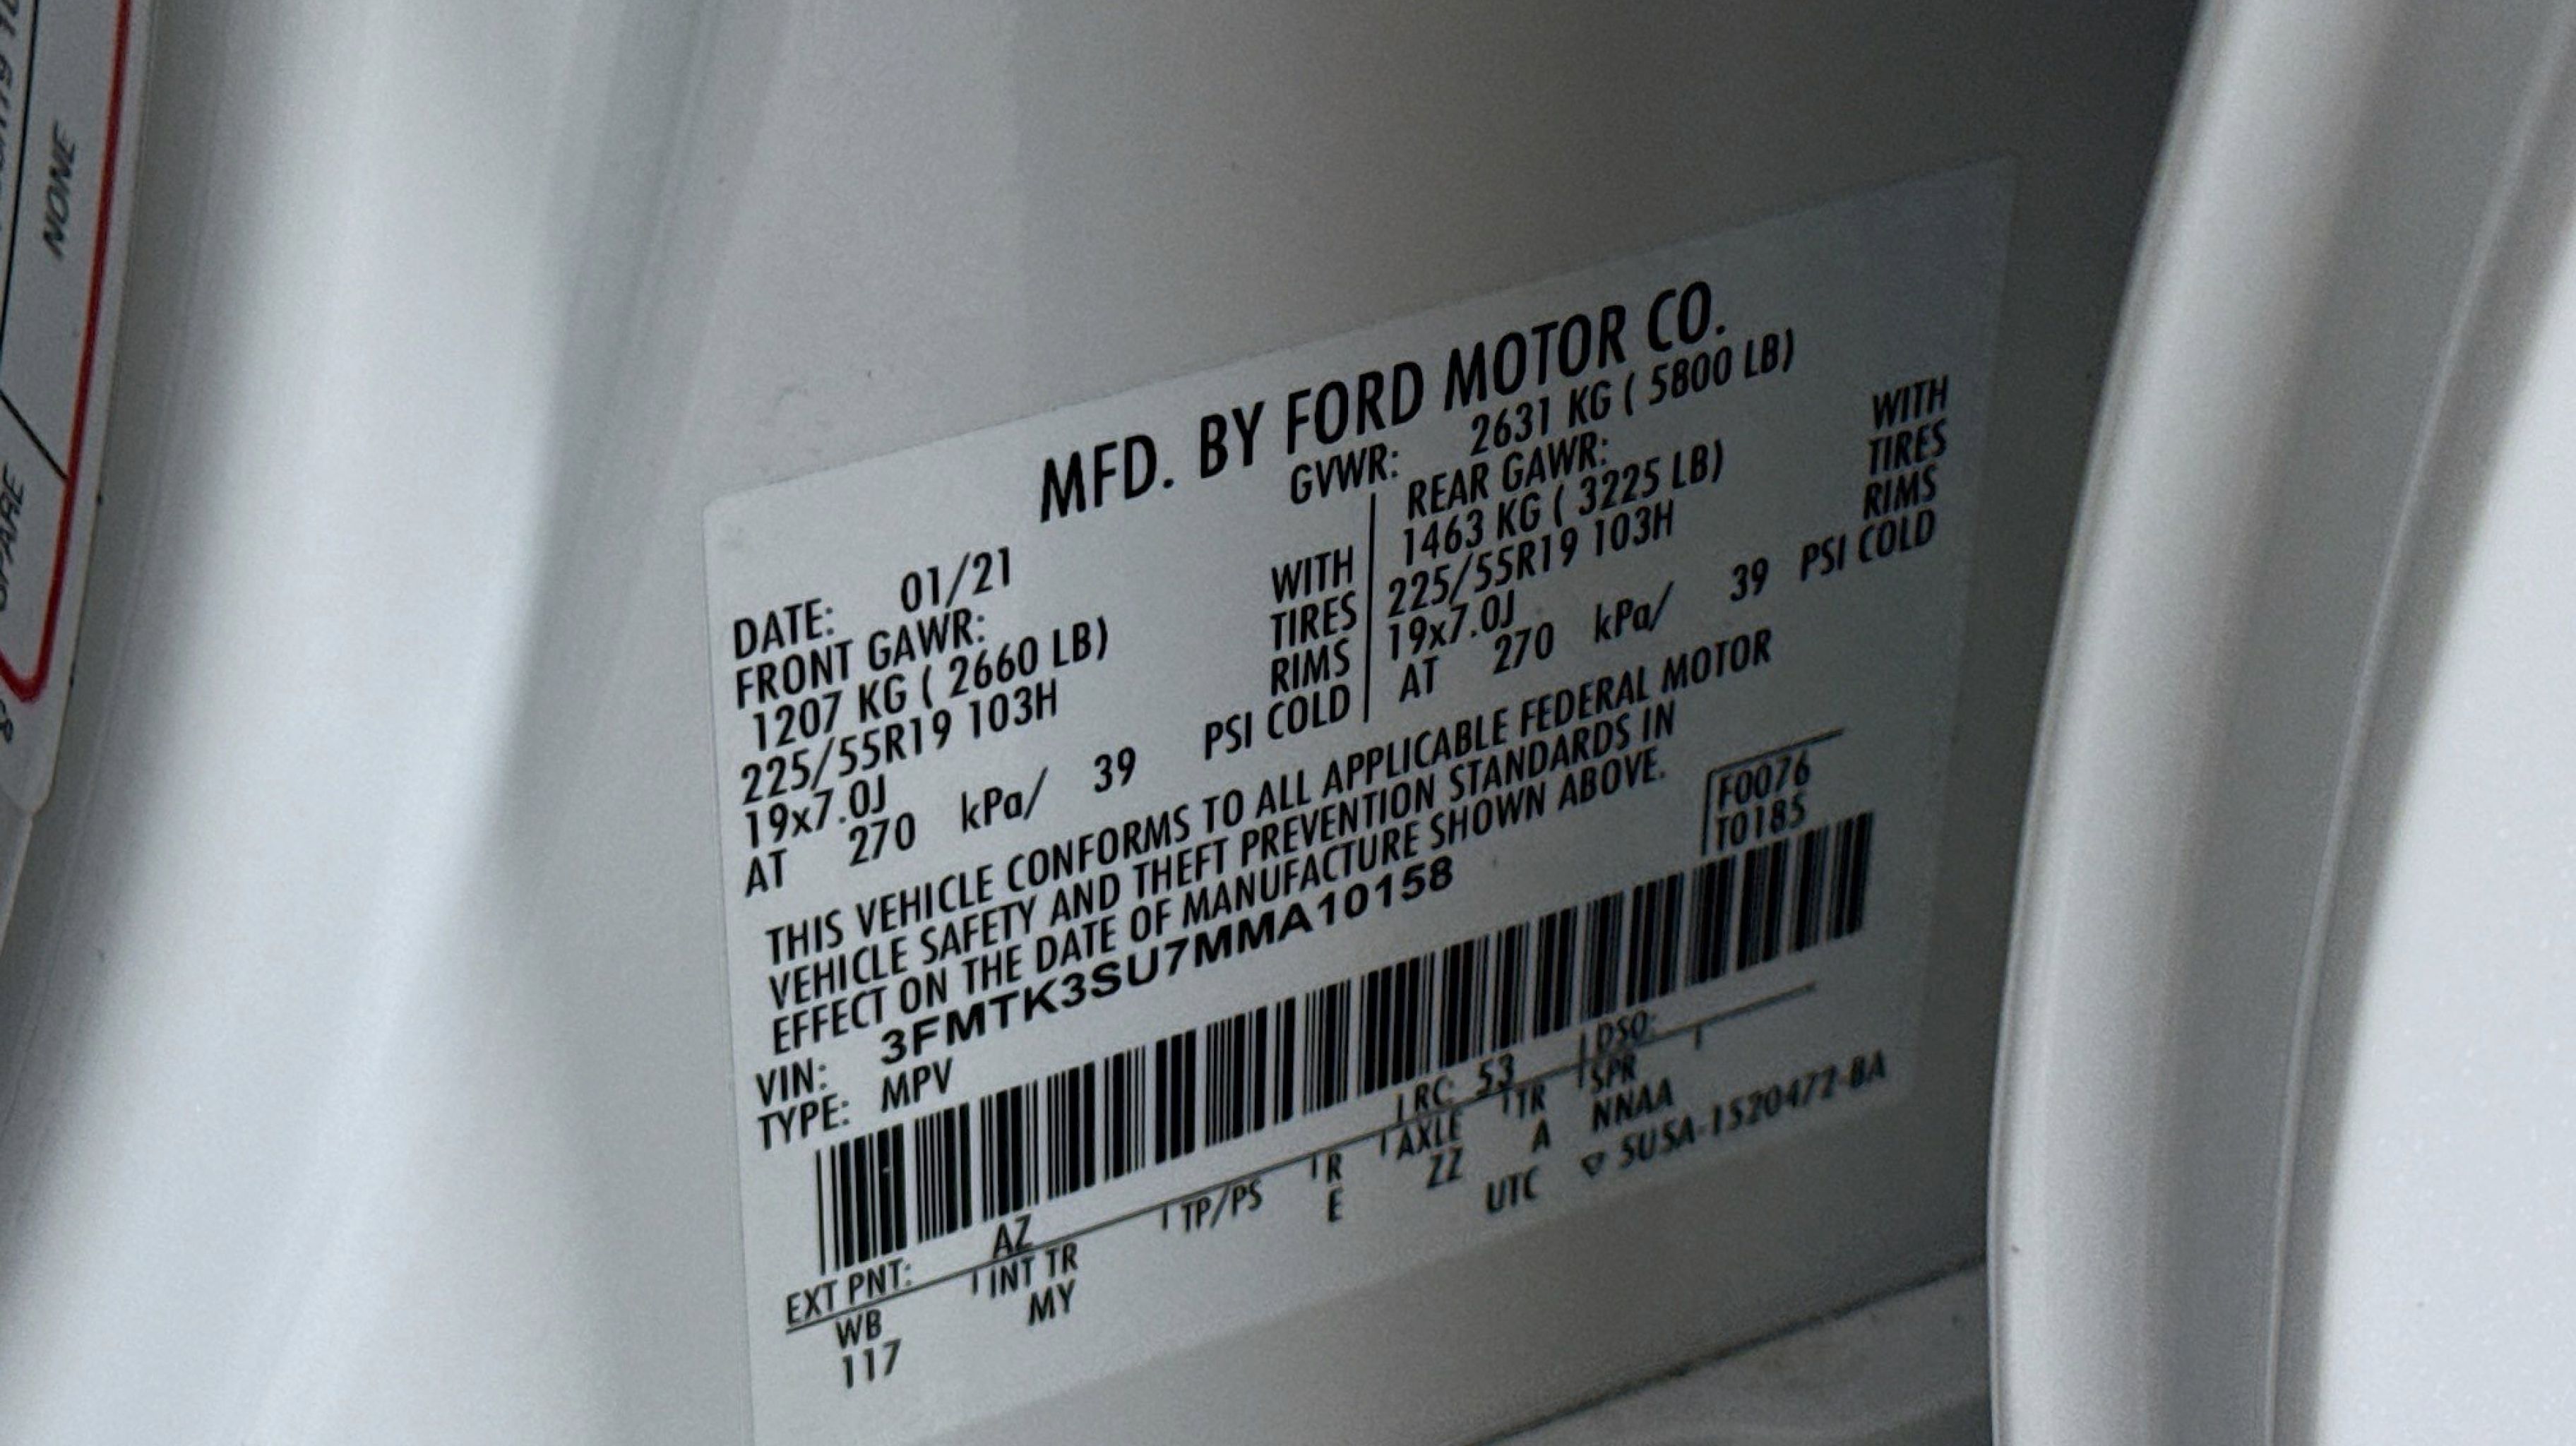 NONE
SPARE
MFD. BY FORD MOTOR CO.
DATE: 01/21 GVWR: 2631 KG ( 5800 LB)
FRONT GAWR: REAR GAWR:
1207 KG ( 2660 LB) WITH 1463 KG ( 3225 LB) WITH
225/55R19 103H TIRES 225/55R19 103H TIRES
19x7.0J RIMS 19x7.0J RIMS
AT 270 kPa/ 39 PSI COLD AT 270 kPa/ 39 PSI COLD
THIS VEHICLE CONFORMS TO ALL APPLICABLE FEDERAL MOTOR
VEHICLE SAFETY AND THEFT PREVENTION STANDARDS IN
EFFECT ON THE DATE OF MANUFACTURE SHOWN ABOVE.
VIN: 3FMTK3SU7MMA10158
F0076
TYPE: MPV
T0185
EXT PNT: AZ RC: 53 DSO:
WB INT TR TP/PS R AXLE TR SPR
117 MY E ZZ A NNAA
UTC 5U5A-1520472-BA